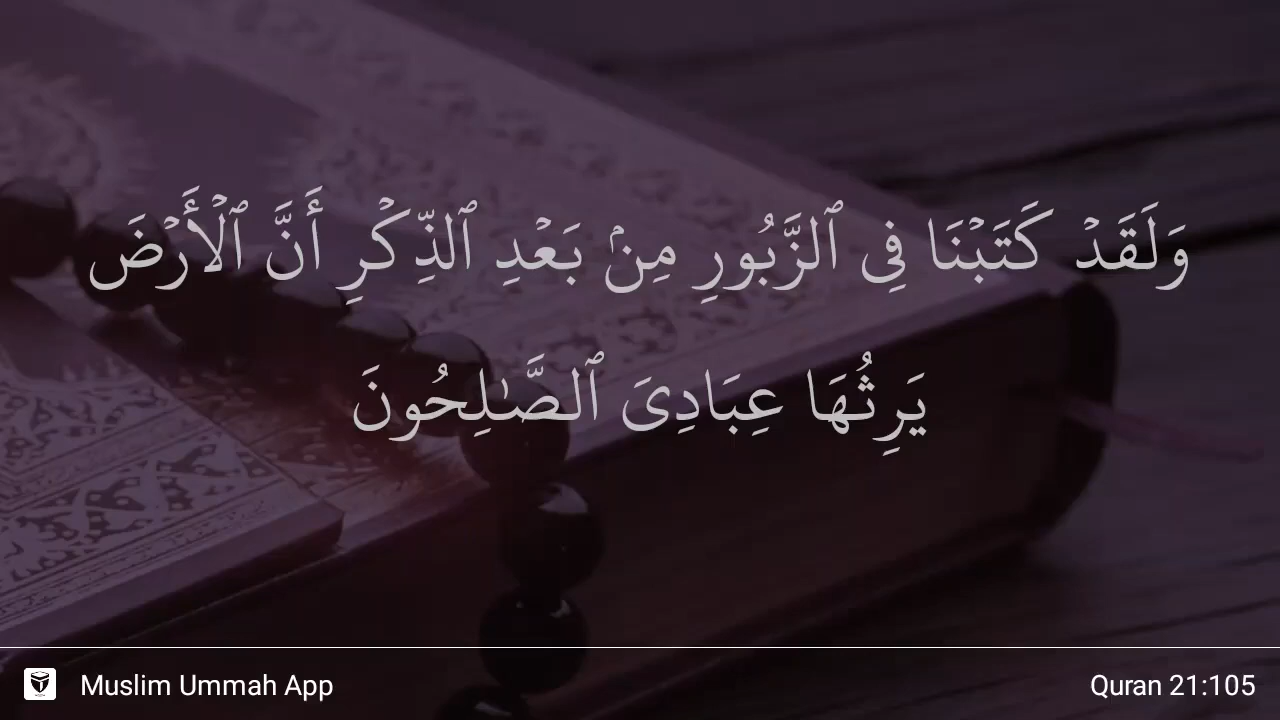 وَلَقَدۡ كَتَبۡنَا فِى ٱلزَّبُورِ مِنۢ بَعۡدِ ٱلذِّكۡرِ أَنَّ ٱلۡأَرۡضَ
يَرِثُهَا عِبَادِىَ ٱلصَّٰلِحُونَ
Muslim Ummah App
Quran 21:105